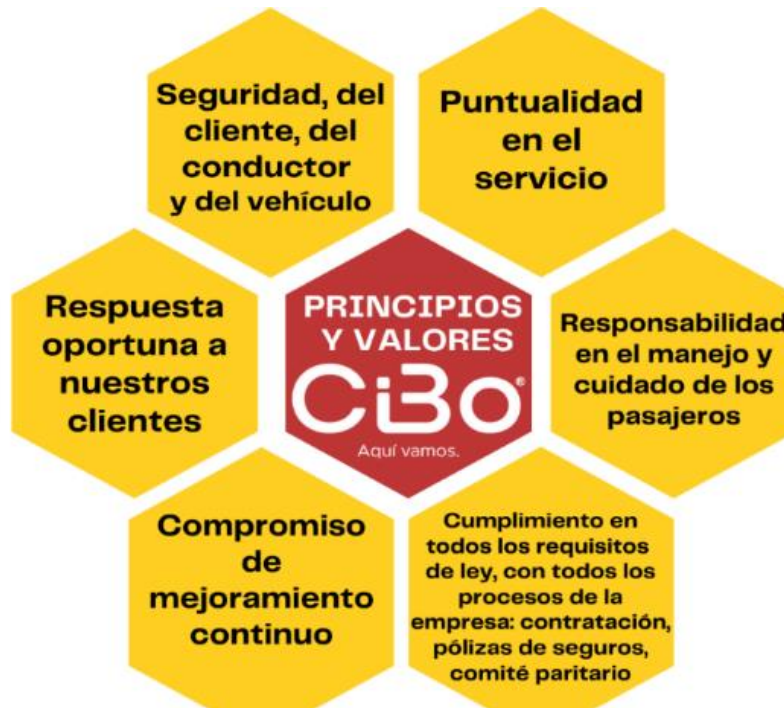 Seguridad, del
cliente, del
conductor
y del vehículo
Puntualidad
en el
servicio
Respuesta
oportuna a
nuestros
clientes
PRINCIPIOS
Y VALORES
CiBo®
Aquí vamos.
Responsabilidad
en el manejo y
cuidado de los
pasajeros
Compromiso
de
mejoramiento
continuo
Cumplimiento en
todos los requisitos
de ley, con todos los
procesos de la
empresa: contratación,
pólizas de seguros,
comité paritario